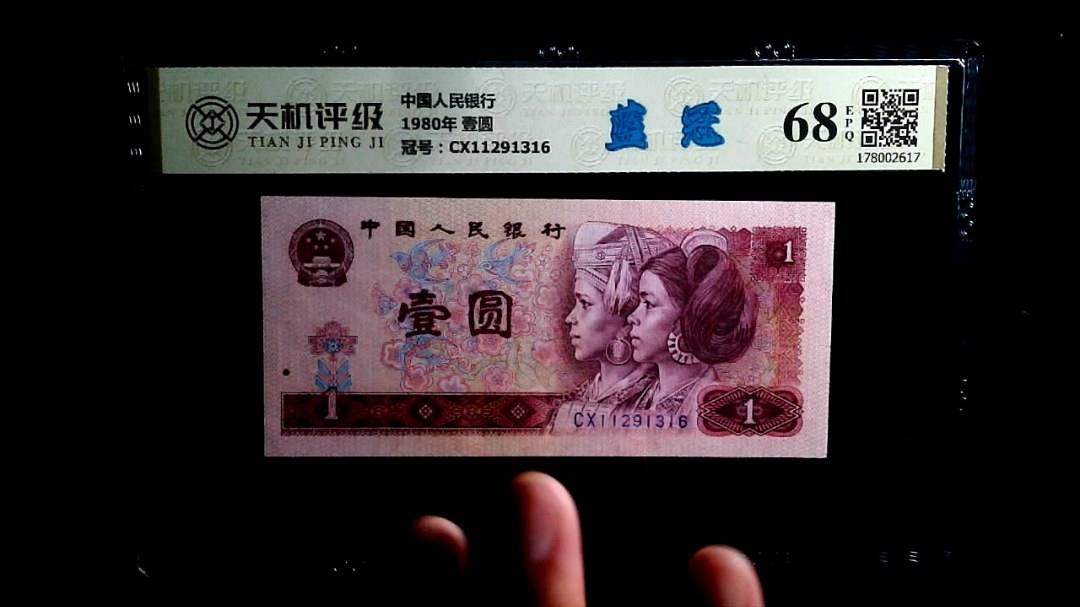 天机评级
TIAN JI PING JI
中国人民银行
1980年 壹圆
冠号：CX11291316
蓝冠
68
EPQ
178002617
中国人民银行
1
壹圆
1
CX11291316
1